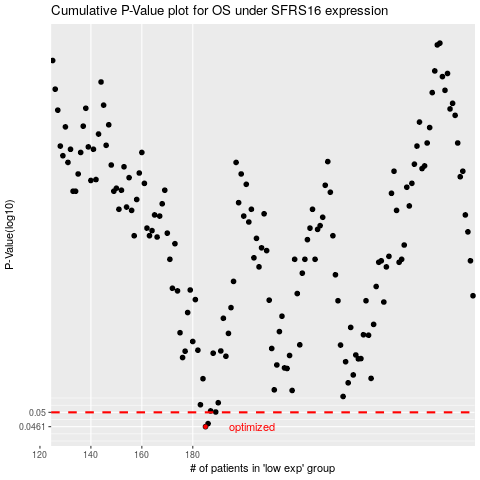 Cumulative P-Value plot for OS under SFRS16 expression
P-Value(log10)
0.05
0.0461
optimized
120 140 160 180
# of patients in 'low exp' group